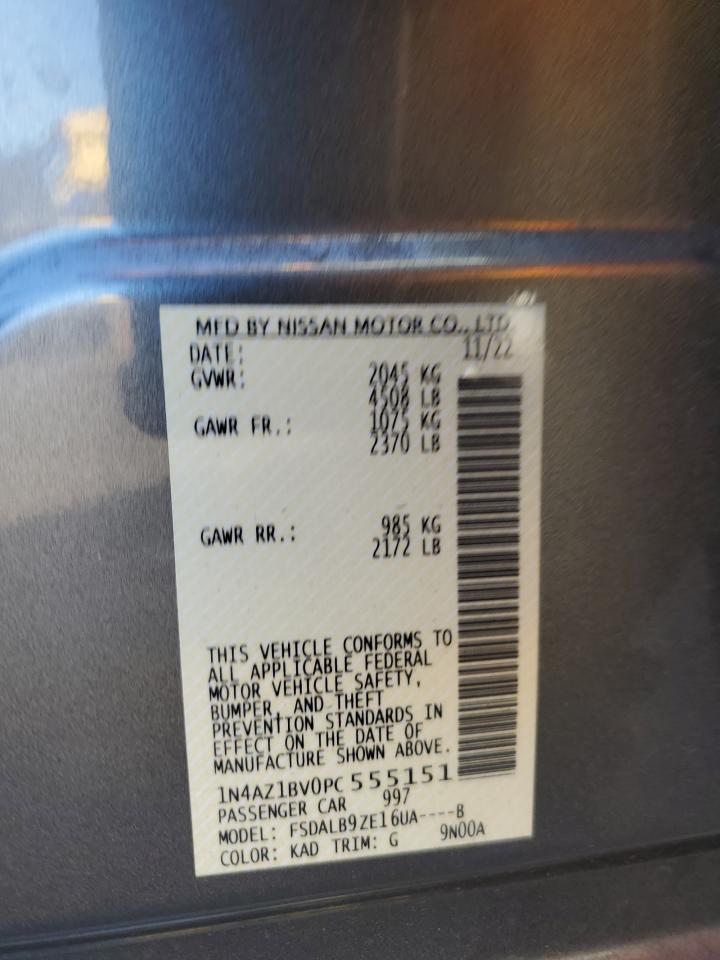 MFD BY NISSAN MOTOR CO., LTD.
DATE: 11/22
GVWR: 2045 KG
4508 LB
GAWR FR.: 1075 KG
2370 LB
GAWR RR.: 985 KG
2172 LB
THIS VEHICLE CONFORMS TO
ALL APPLICABLE FEDERAL
MOTOR VEHICLE SAFETY,
BUMPER, AND THEFT
PREVENTION STANDARDS IN
EFFECT ON THE DATE OF
MANUFACTURE SHOWN ABOVE.
1N4AZ1BV0PC555151
PASSENGER CAR 997
MODEL: FSDALB9ZE16UA----B
COLOR: KAD TRIM: G 9N00A